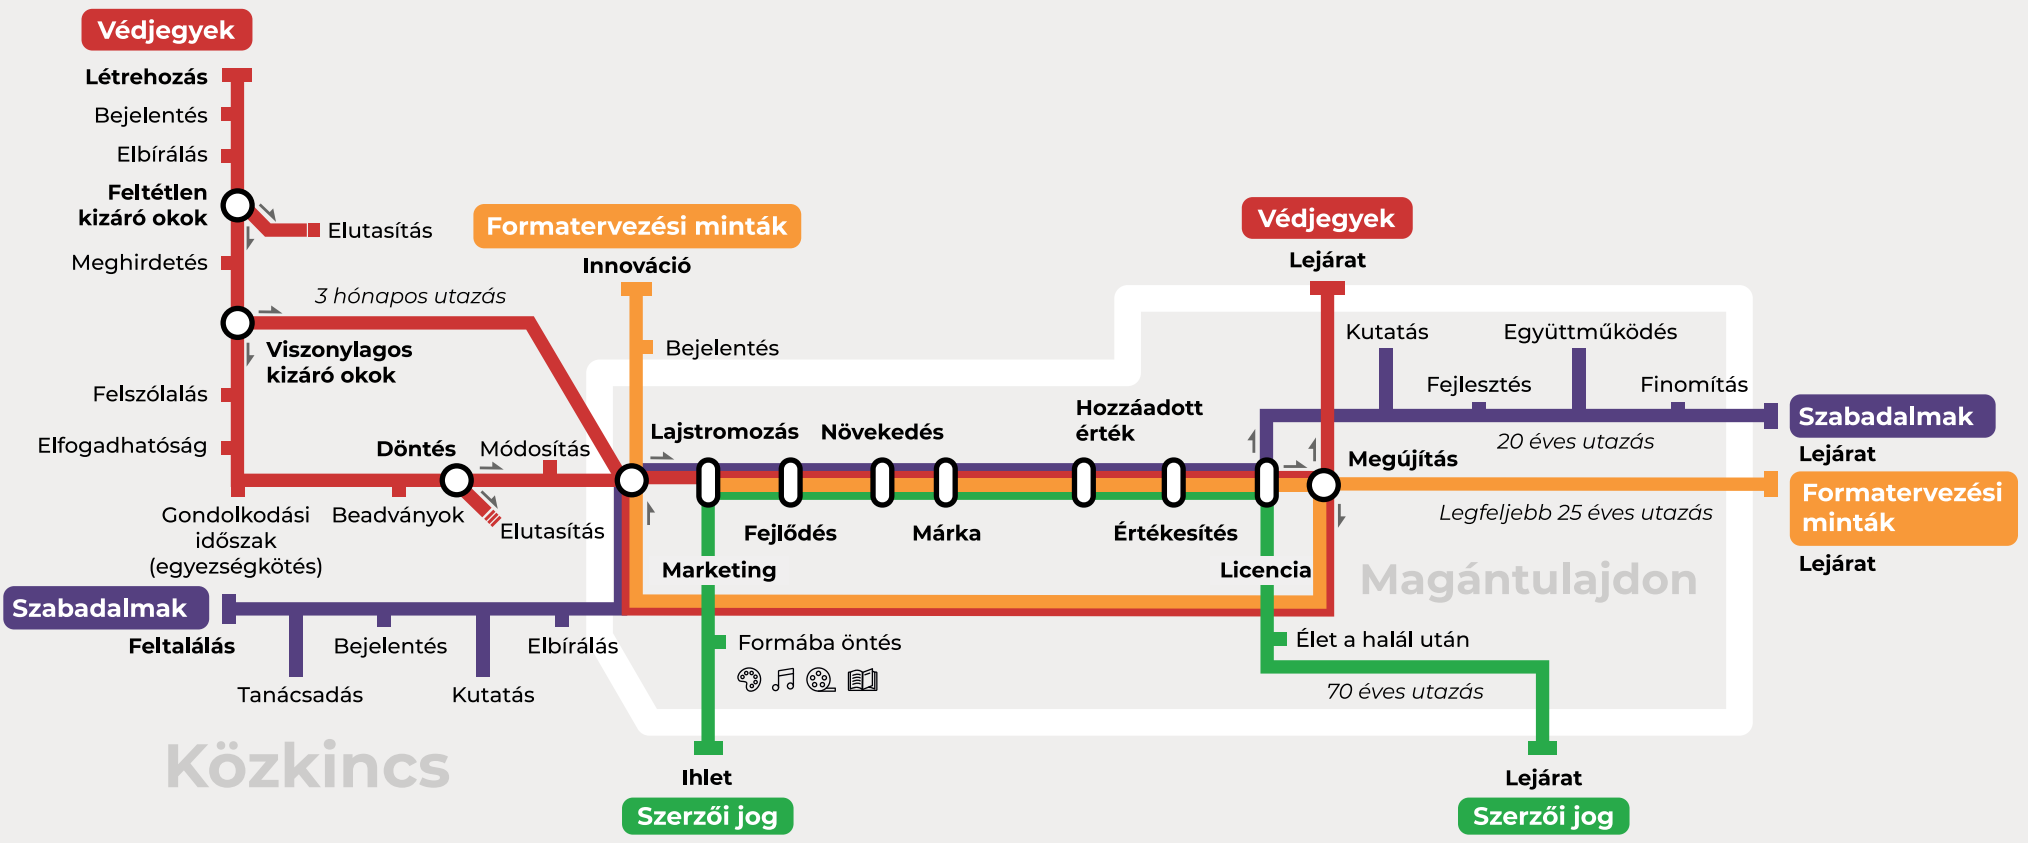 Védjegyek
Létrehozás
Bejelentés
Elbírálás
Feltétlen
kizáró okok
Elutasítás
Meghirdetés
3 hónapos utazás
Viszonylagos
kizáró okok
Felszólalás
Elfogadhatóság
Gondolkodási
időszak
(egyezségkötés)
Beadványok
Döntés
Módosítás
Elutasítás
Szabadalmak
Feltalálás
Tanácsadás
Bejelentés
Kutatás
Elbírálás
Közkincs
Formatervezési minták
Innováció
Bejelentés
Lajstromozás
Marketing
Fejlődés
Növekedés
Márka
Hozzáadott
érték
Értékesítés
Licencia
Formába öntés
Ihlet
Szerzői jog
Védjegyek
Lejárat
Megújítás
Kutatás
Fejlesztés
Együttműködés
Finomítás
20 éves utazás
Szabadalmak
Lejárat
Legfeljebb 25 éves utazás
Formatervezési
minták
Lejárat
Magántulajdon
Élet a halál után
70 éves utazás
Lejárat
Szerzői jog